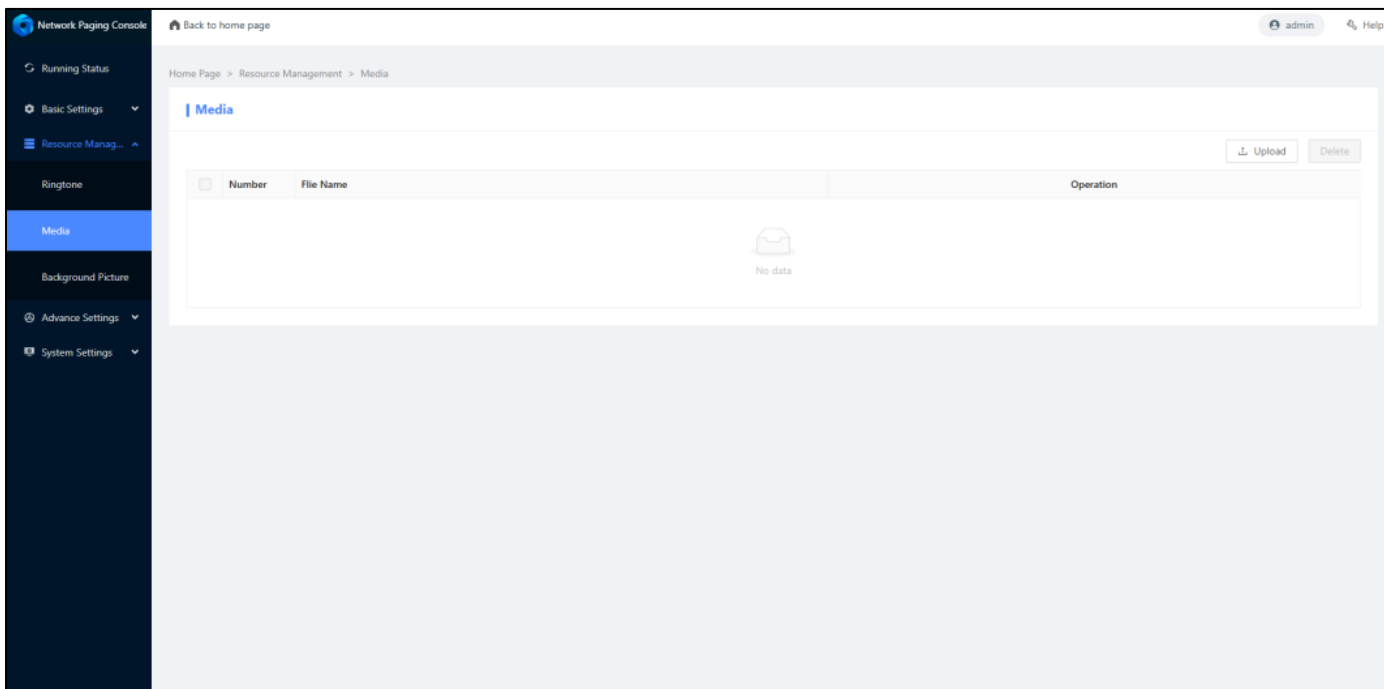 Network Paging Console
Back to home page
admin
Help
Running Status
Basic Settings
Resource Manag...
Ringtone
Media
Background Picture
Advance Settings
System Settings
Home Page > Resource Management > Media
Media
Upload
Delete
Number
Flie Name
Operation
No data